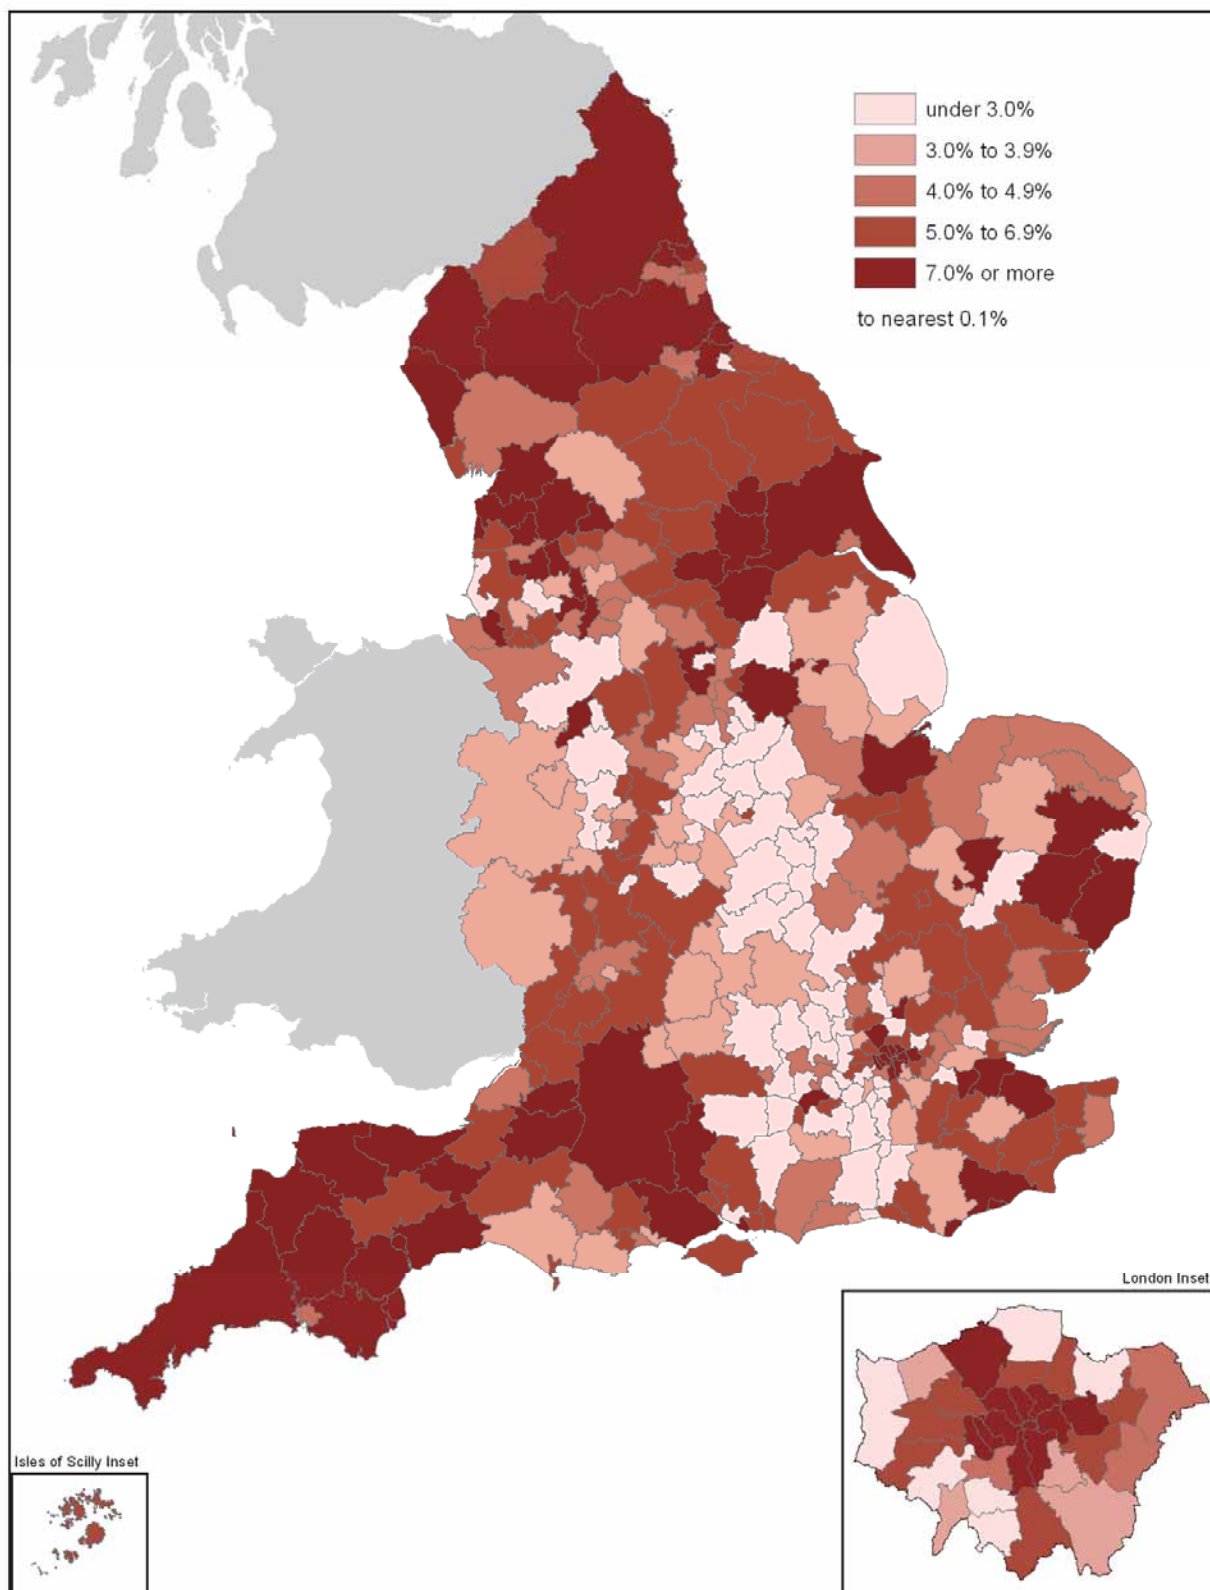 under 3.0%
3.0% to 3.9%
4.0% to 4.9%
5.0% to 6.9%
7.0% or more
to nearest 0.1%
London Inset
Isles of Scilly Inset